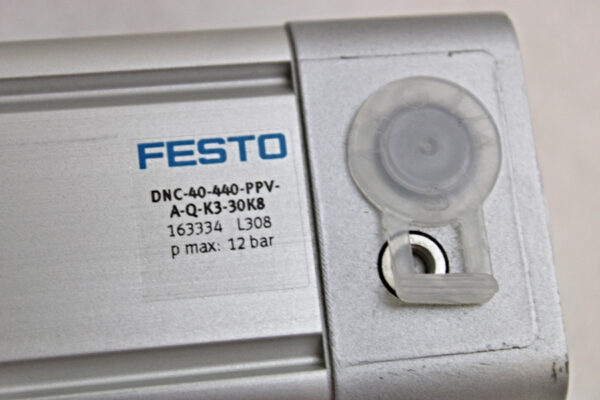 FESTO
DNC-40-440-PPV-
A-Q-K3-30K8
163334 L308
p max: 12 bar